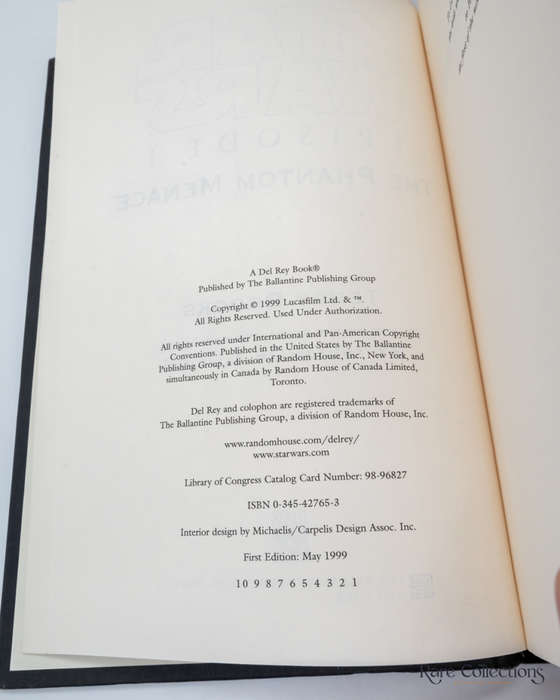 A Del Rey Book®
Published by The Ballantine Publishing Group
Copyright © 1999 Lucasfilm Ltd. & ™.
All Rights Reserved. Used Under Authorization.
All rights reserved under International and Pan-American Copyright
Conventions. Published in the United States by The Ballantine
Publishing Group, a division of Random House, Inc., New York, and
simultaneously in Canada by Random House of Canada Limited,
Toronto.
Del Rey and colophon are registered trademarks of
The Ballantine Publishing Group, a division of Random House, Inc.
www.randomhouse.com/delrey/
www.starwars.com
Library of Congress Catalog Card Number: 98-96827
ISBN 0-345-42765-3
Interior design by Michaelis/Carpelis Design Assoc. Inc.
First Edition: May 1999
10 9 8 7 6 5 4 3 2 1
Rare Collections